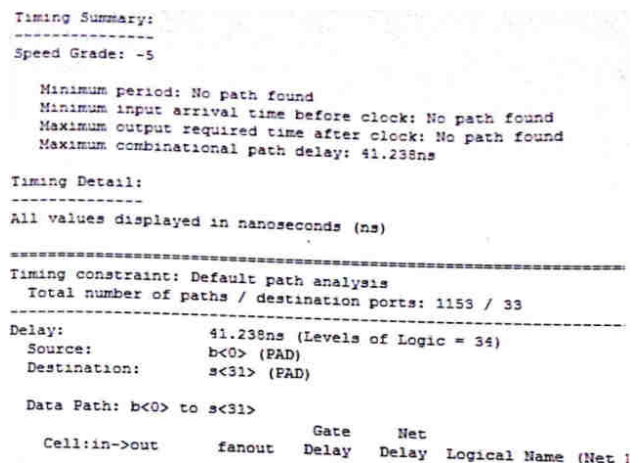 Timing Summary:
---------------
Speed Grade: -5
Minimum period: No path found
Minimum input arrival time before clock: No path found
Maximum output required time after clock: No path found
Maximum combinational path delay: 41.238ns
Timing Detail:
--------------
All values displayed in nanoseconds (ns)
=========================================================================
Timing constraint: Default path analysis
Total number of paths / destination ports: 1153 / 33
-------------------------------------------------------------------------
Delay: 41.238ns (Levels of Logic = 34)
Source: b<0> (PAD)
Destination: s<31> (PAD)
Data Path: b<0> to s<31>
Gate Net
Cell:in->out fanout Delay Delay Logical Name (Net